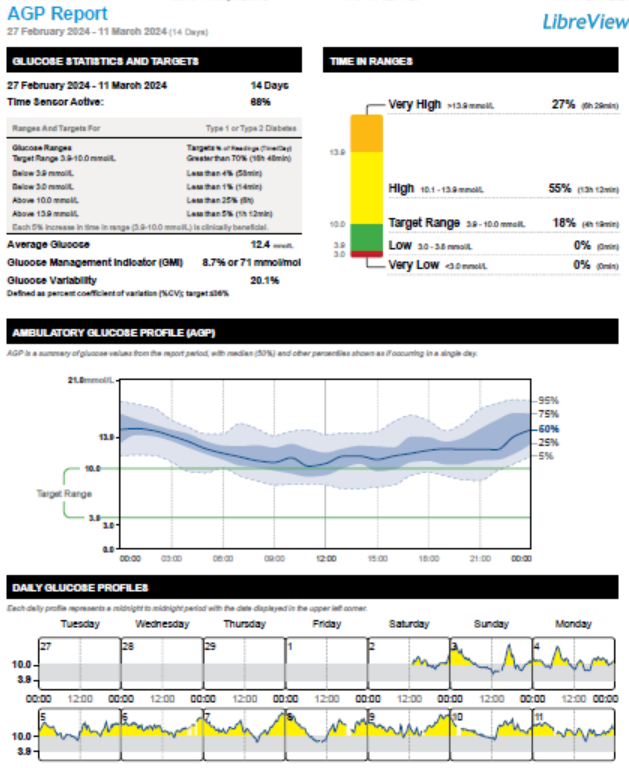 AGP Report
LibreView
27 February 2024 - 11 March 2024 (14 Days)
GLUCOSE STATISTICS AND TARGETS
27 February 2024 - 11 March 2024 14 Days
Time Sensor Active: 68%
Ranges And Targets For Type 1 or Type 2 Diabetes
Glucose Ranges Targets % of Readings (Time/Day)
Target Range 3.9-10.0 mmol/L Greater than 70% (16h 48min)
Below 3.9 mmol/L Less than 4% (58min)
Below 3.0 mmol/L Less than 1% (14min)
Above 10.0 mmol/L Less than 25% (6h)
Above 13.9 mmol/L Less than 5% (1h 12min)
Each 5% increase in time in range (3.9-10.0 mmol/L) is clinically beneficial.
Average Glucose 12.4 mmol/L
Glucose Management Indicator (GMI) 8.7% or 71 mmol/mol
Glucose Variability 20.1%
Defined as percent coefficient of variation (%CV); target ≤36%
TIME IN RANGES
Very High >13.9 mmol/L 27% (6h 29min)
13.9
High 10.1 - 13.9 mmol/L 55% (13h 12min)
10.0
Target Range 3.9 - 10.0 mmol/L 18% (4h 19min)
3.9
Low 3.0 - 3.8 mmol/L 0% (0min)
3.0
Very Low <3.0 mmol/L 0% (0min)
AMBULATORY GLUCOSE PROFILE (AGP)
AGP is a summary of glucose values from the report period, with median (50%) and other percentiles shown as if occurring in a single day.
21.0 mmol/L
95%
75%
50%
25%
5%
13.9
10.0
Target Range
3.9
3.0
0.0
00:00 03:00 06:00 09:00 12:00 15:00 18:00 21:00 00:00
DAILY GLUCOSE PROFILES
Each daily profile represents a midnight to midnight period with the date displayed in the upper left corner.
Tuesday Wednesday Thursday Friday Saturday Sunday Monday
27 28 29 1 2 3 4
10.0
3.9
00:00 12:00 00:00 12:00 00:00 12:00 00:00 12:00 00:00 12:00 00:00 12:00 00:00 12:00 00:00
5 6 7 8 9 10 11
10.0
3.9